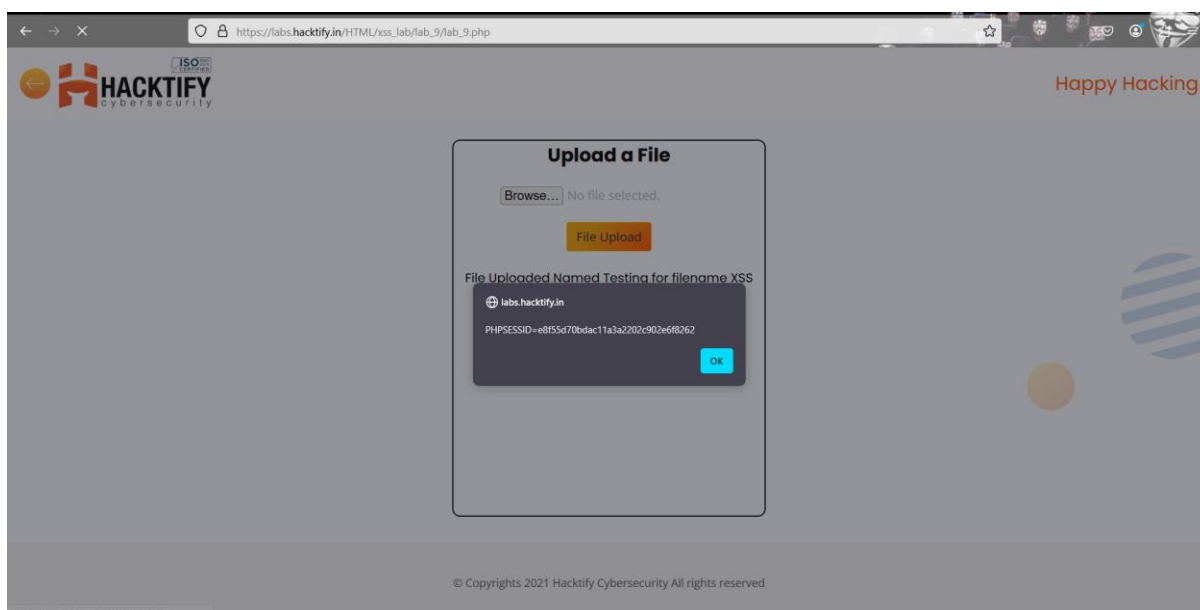 https://labs.hacktify.in/HTML/xss_lab/lab_9/lab_9.php
ISO
CERTIFIED
HACKTIFY
cybersecurity
Happy Hacking
Upload a File
Browse... No file selected.
File Upload
File Uploaded Named Testing for filename XSS
labs.hacktify.in
PHPSESSID=e8f55d70bdac11a3a2202c902e6f8262
OK
© Copyrights 2021 Hacktify Cybersecurity All rights reserved